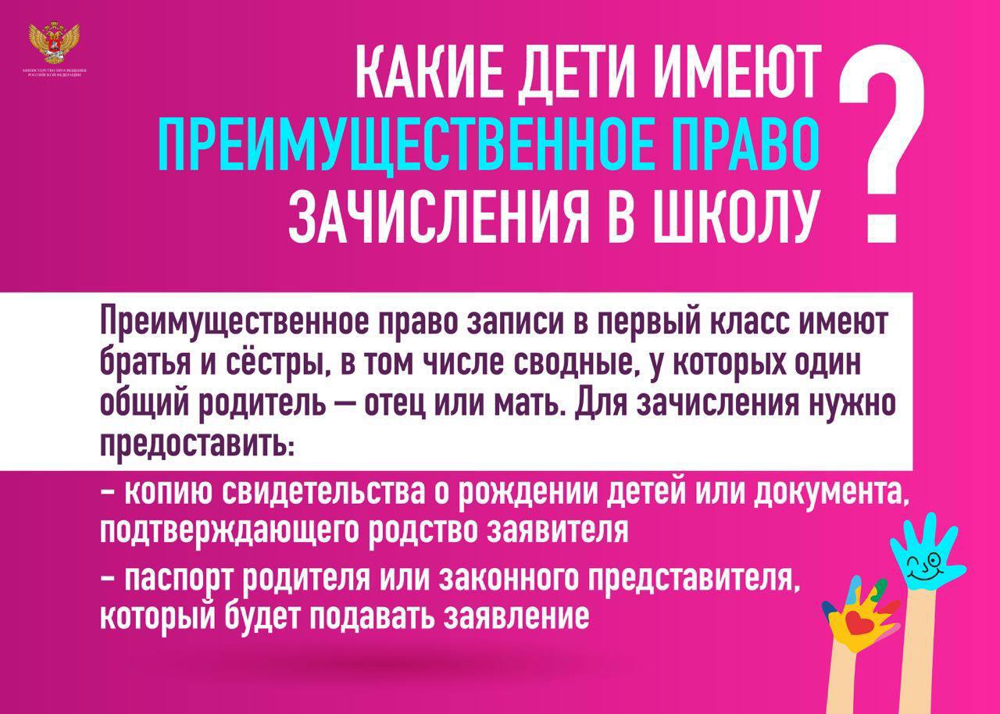 МИНИСТЕРСТВО ПРОСВЕЩЕНИЯ
РОССИЙСКОЙ ФЕДЕРАЦИИ
КАКИЕ ДЕТИ ИМЕЮТ
ПРЕИМУЩЕСТВЕННОЕ ПРАВО
ЗАЧИСЛЕНИЯ В ШКОЛУ ?
Преимущественное право записи в первый класс имеют
братья и сёстры, в том числе сводные, у которых один
общий родитель – отец или мать. Для зачисления нужно
предоставить:
– копию свидетельства о рождении детей или документа,
подтверждающего родство заявителя
– паспорт родителя или законного представителя,
который будет подавать заявление